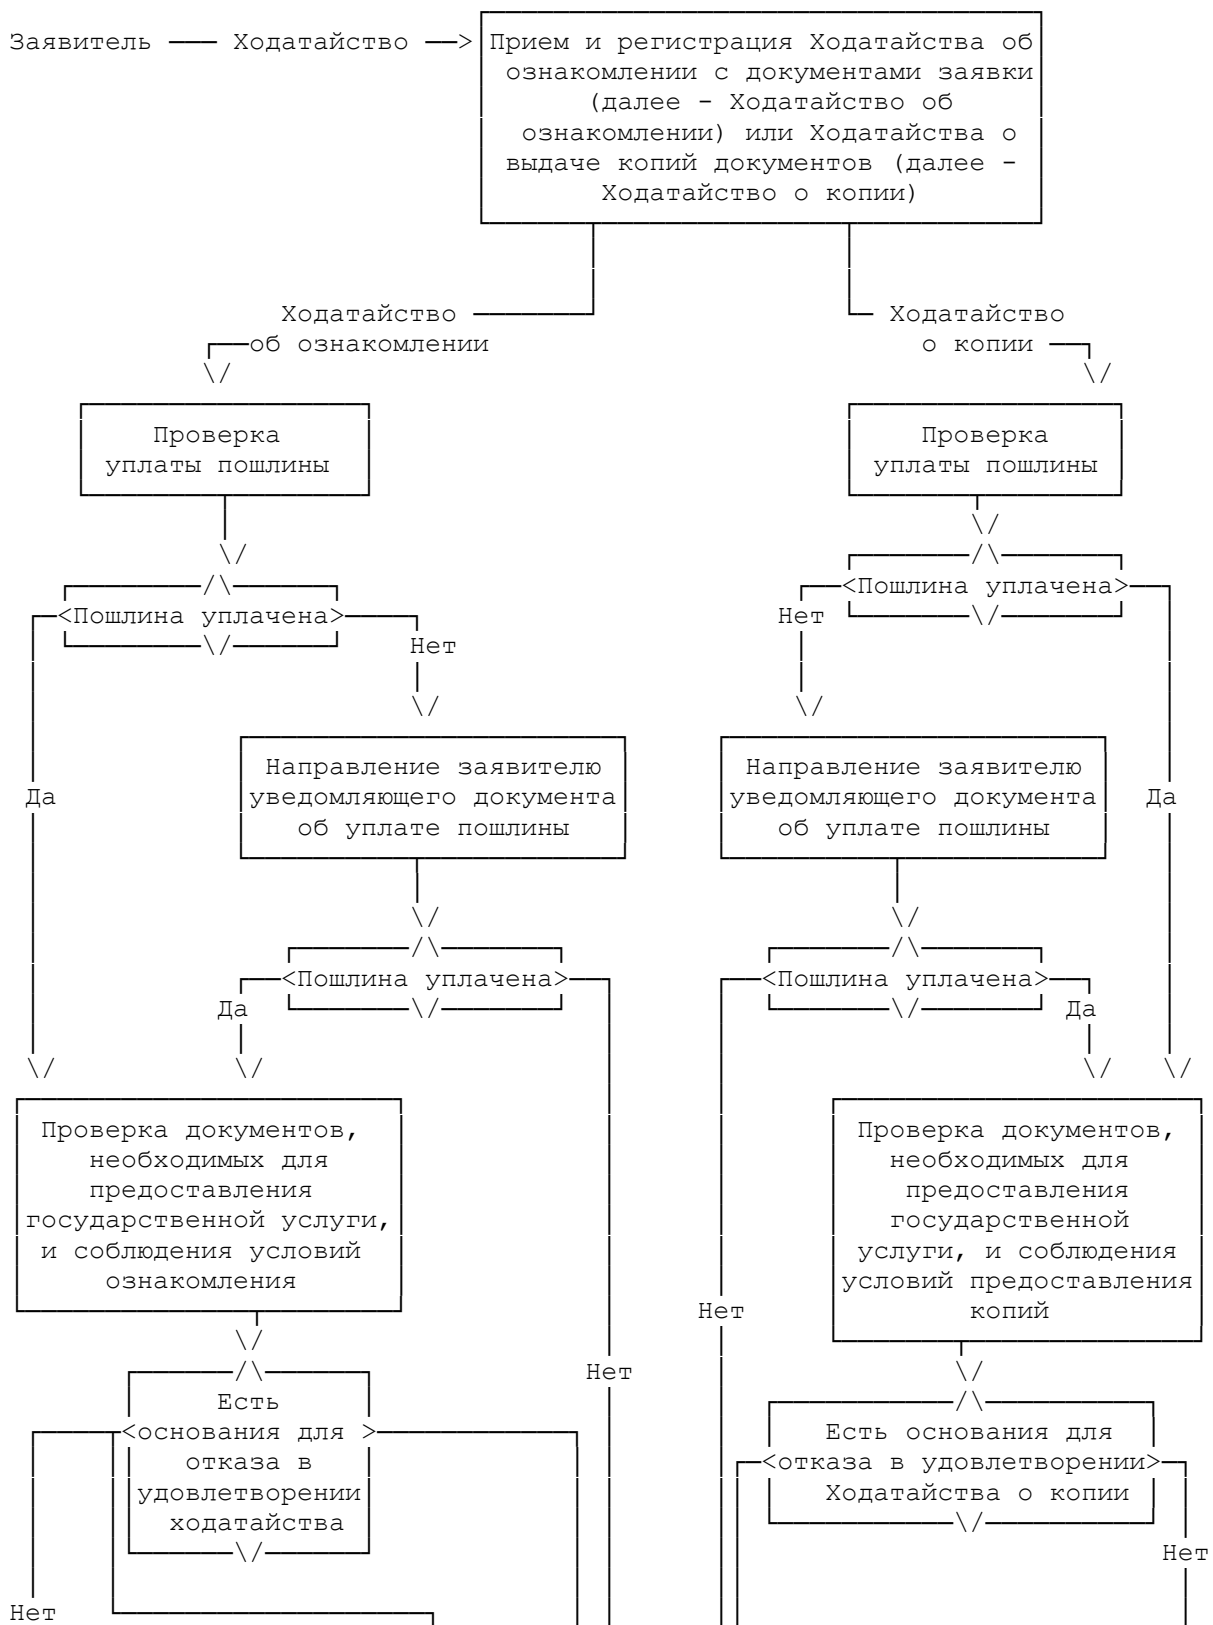 Заявитель ─── Ходатайство ──>
Прием и регистрация Ходатайства об
ознакомлении с документами заявки
(далее - Ходатайство об
ознакомлении) или Ходатайства о
выдаче копий документов (далее -
Ходатайство о копии)
Ходатайство
об ознакомлении
Ходатайство
о копии
Проверка
уплаты пошлины
Проверка
уплаты пошлины
<Пошлина уплачена>
Нет
<Пошлина уплачена>
Нет
Да
Направление заявителю
уведомляющего документа
об уплате пошлины
Направление заявителю
уведомляющего документа
об уплате пошлины
Да
<Пошлина уплачена>
Да
<Пошлина уплачена>
Да
Проверка документов,
необходимых для
предоставления
государственной услуги,
и соблюдения условий
ознакомления
Нет
Нет
Проверка документов,
необходимых для
предоставления
государственной
услуги, и соблюдения
условий предоставления
копий
Есть
<основания для >
отказа в
удовлетворении
ходатайства
Есть основания для
<отказа в удовлетворении>
Ходатайства о копии
Нет
Нет